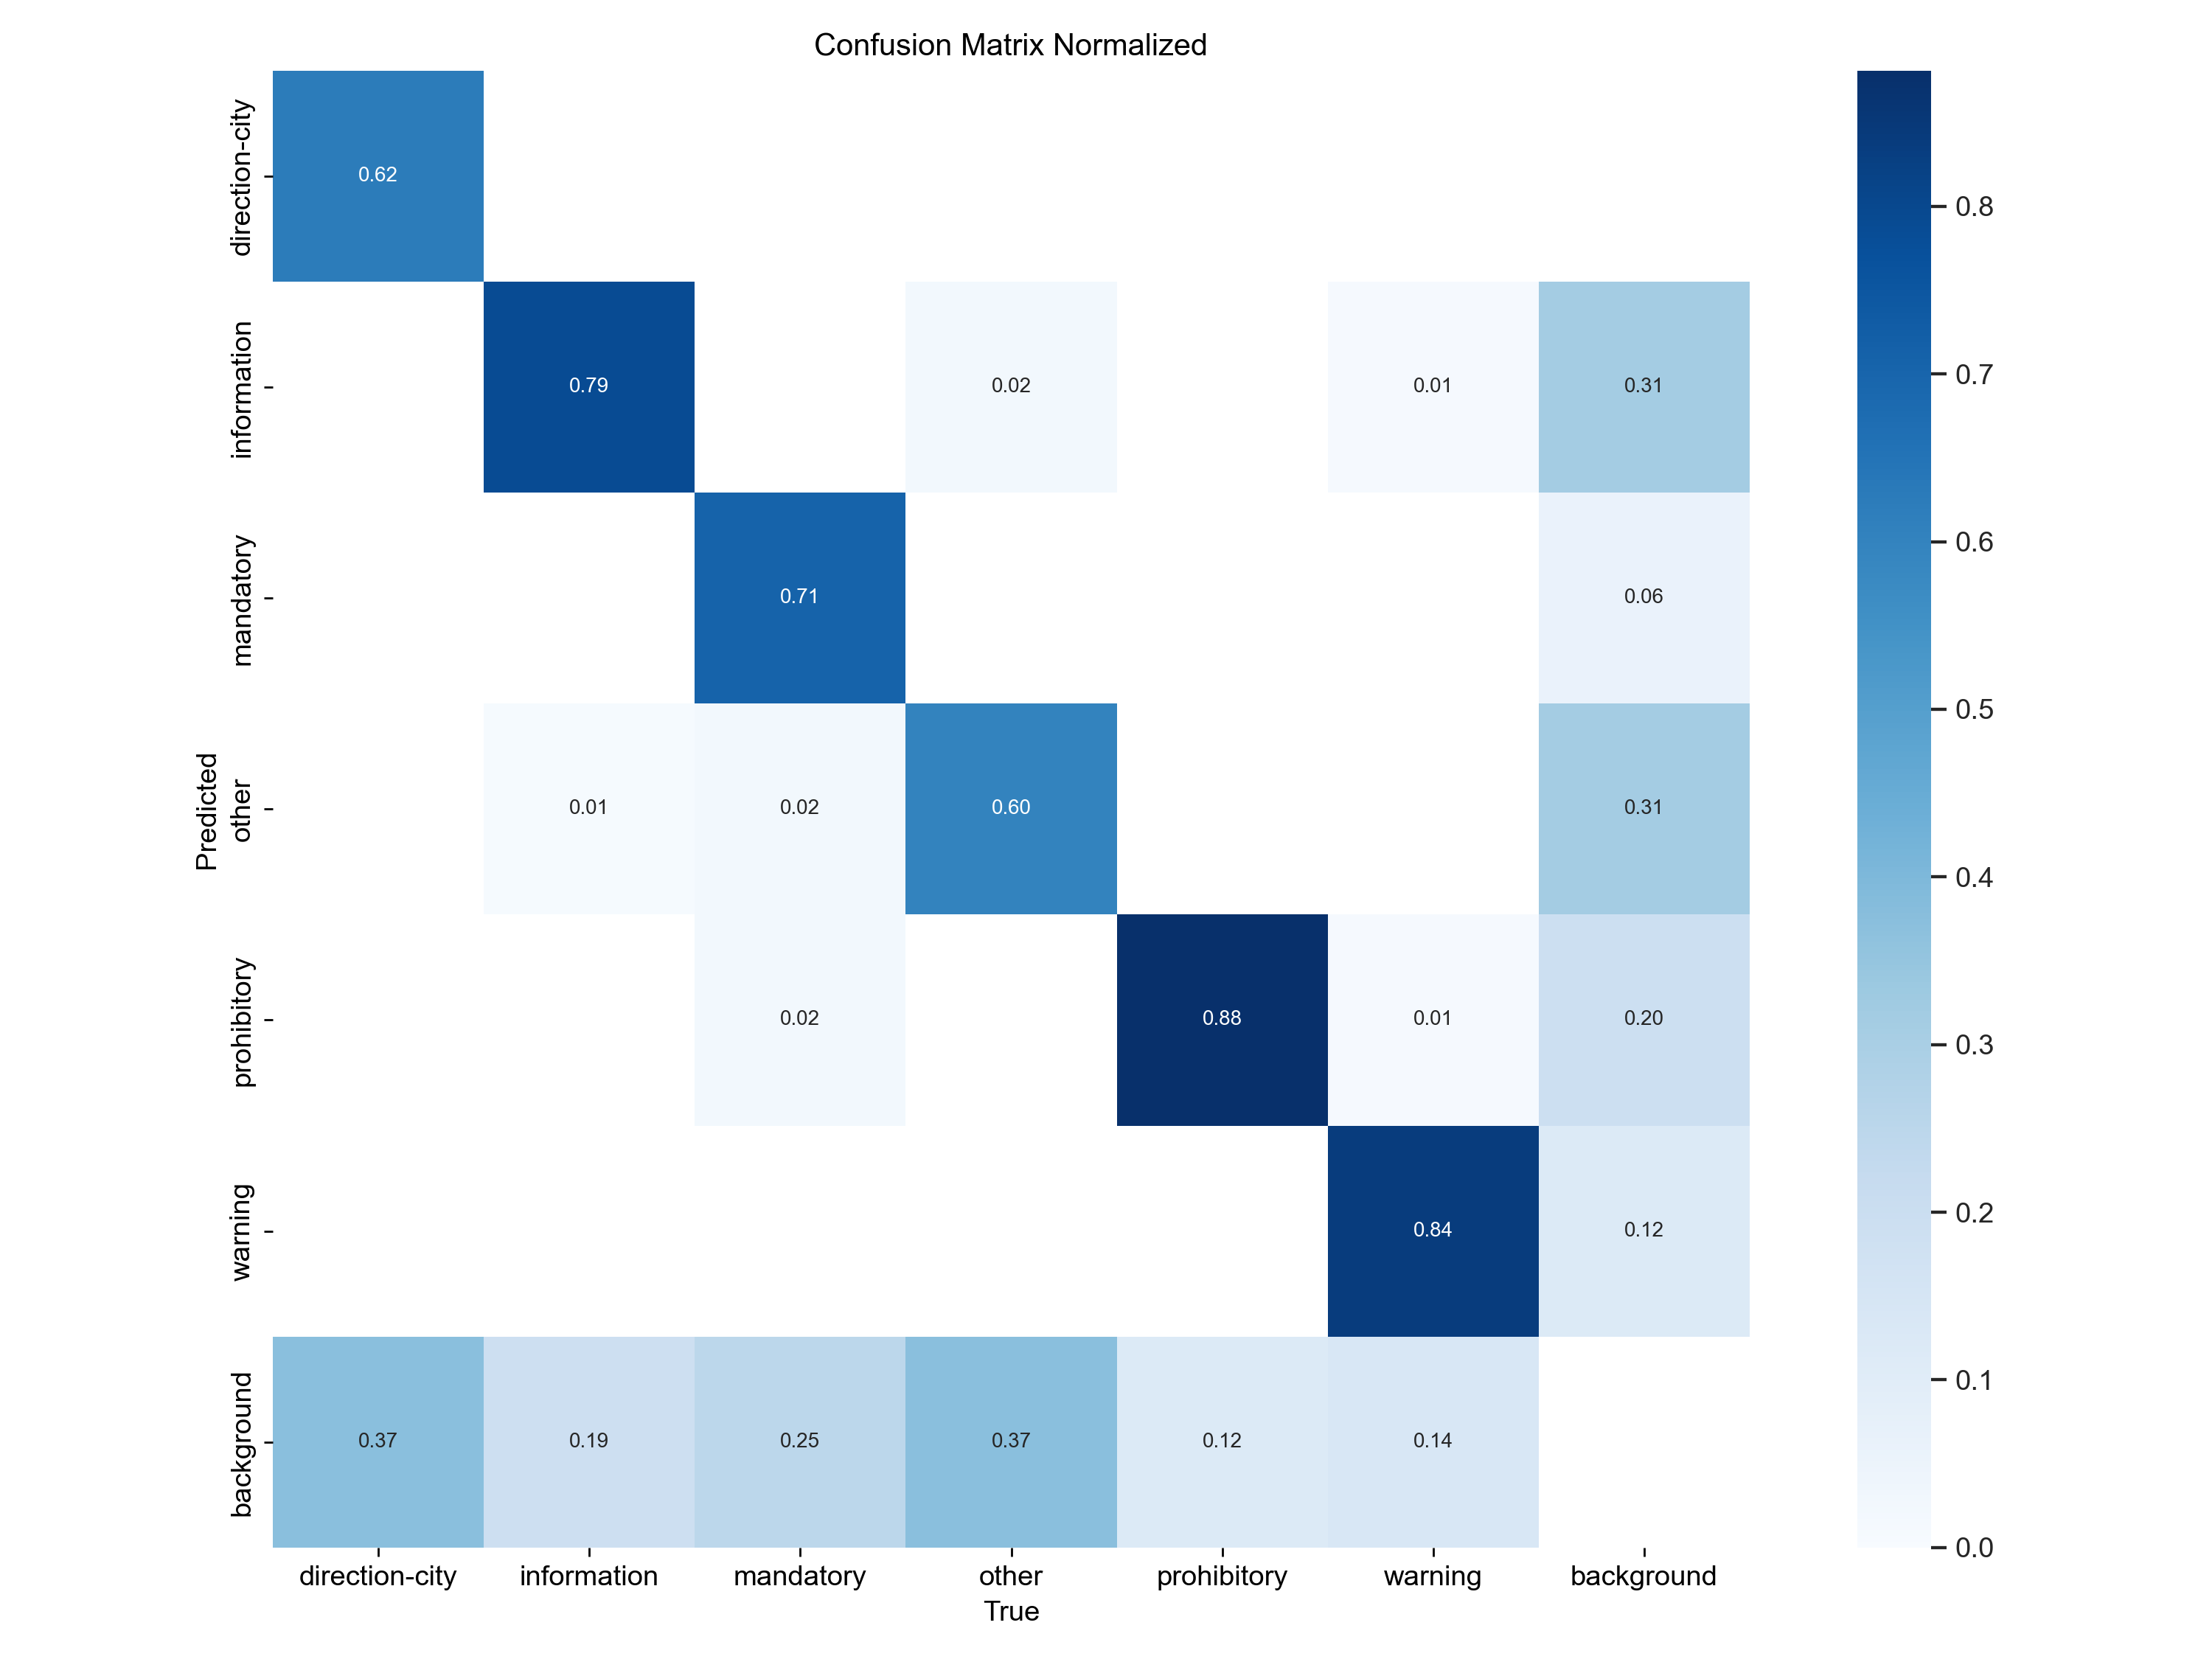 Confusion Matrix Normalized
direction-city
0.62
0.8
information
0.79
0.02
0.01
0.31
0.7
mandatory
0.71
0.06
0.6
0.5
Predicted
other
0.01
0.02
0.60
0.31
0.4
prohibitory
0.02
0.88
0.01
0.20
0.3
warning
0.84
0.12
0.2
background
0.37
0.19
0.25
0.37
0.12
0.14
0.1
0.0
direction-city information mandatory other prohibitory warning background
True